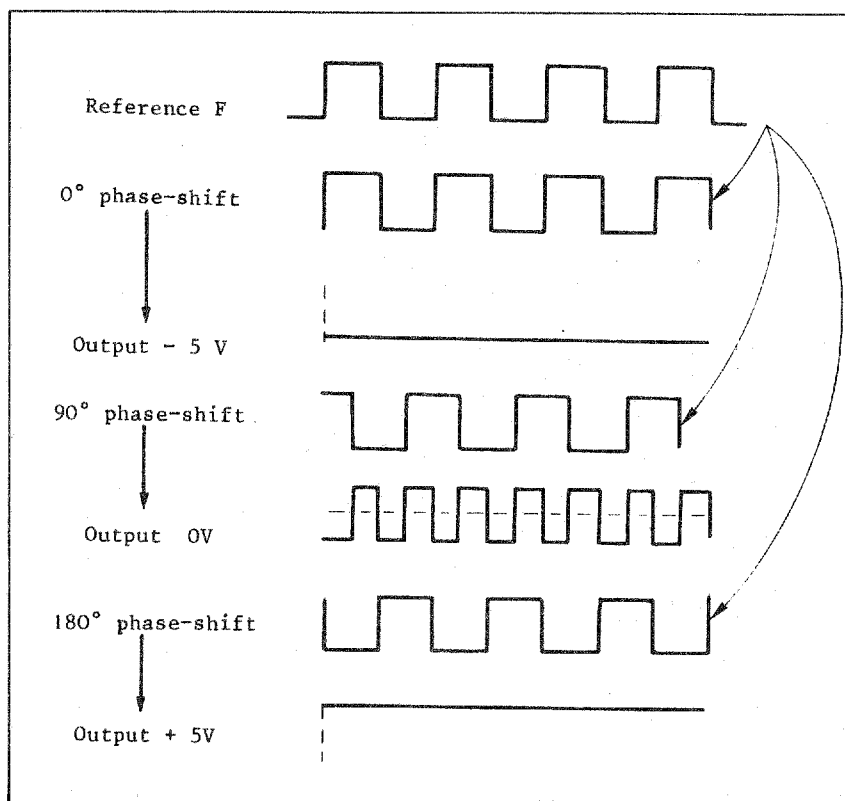 Reference F
0° phase-shift
Output - 5 V
90° phase-shift
Output 0V
180° phase-shift
Output + 5V